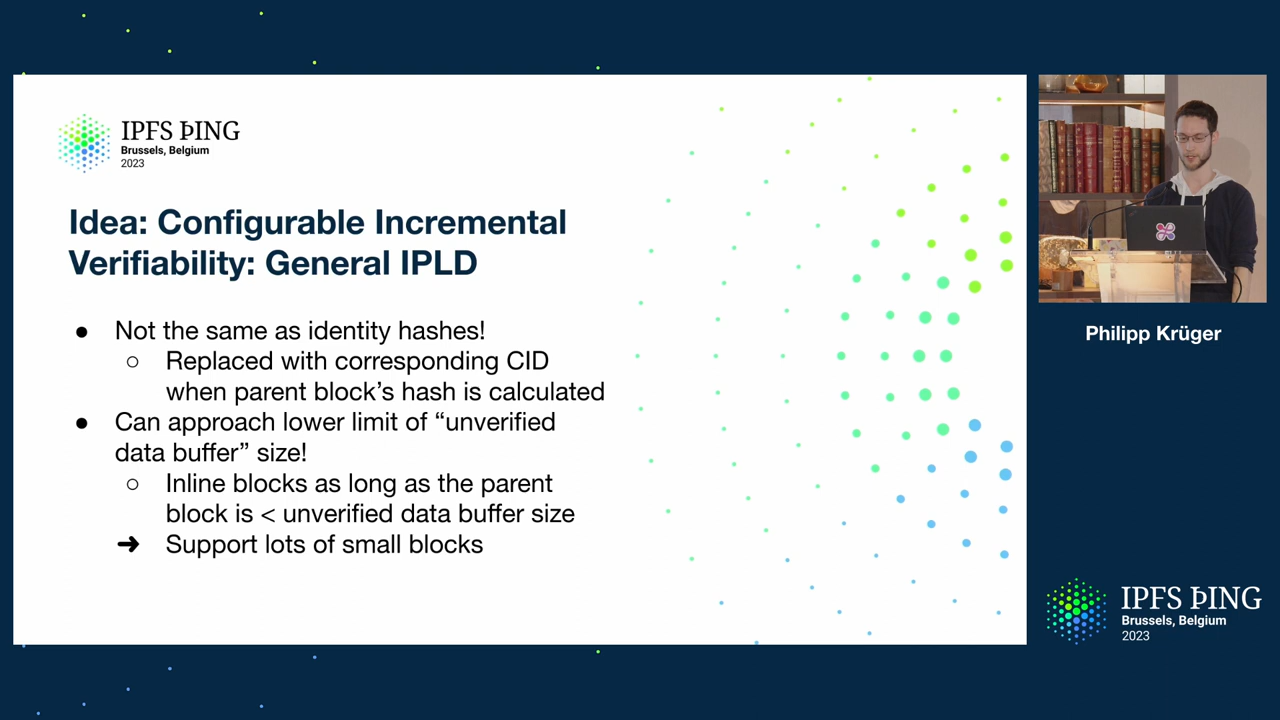 IPFS ÞING
Brussels, Belgium
2023
Idea: Configurable Incremental
Verifiability: General IPLD
● Not the same as identity hashes!
○ Replaced with corresponding CID
when parent block’s hash is calculated
● Can approach lower limit of “unverified
data buffer” size!
○ Inline blocks as long as the parent
block is < unverified data buffer size
➜ Support lots of small blocks
Philipp Krüger
IPFS ÞING
Brussels, Belgium
2023